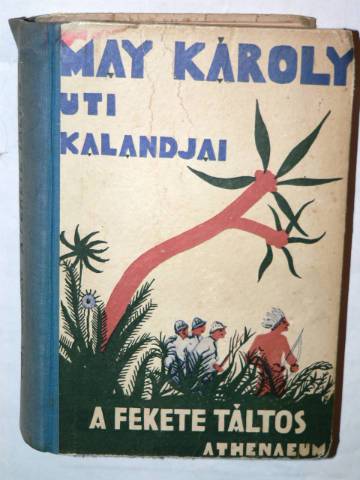 MAY KÁROLY
UTI
KALANDJAI
A FEKETE TÁLTOS
ATHENAEUM